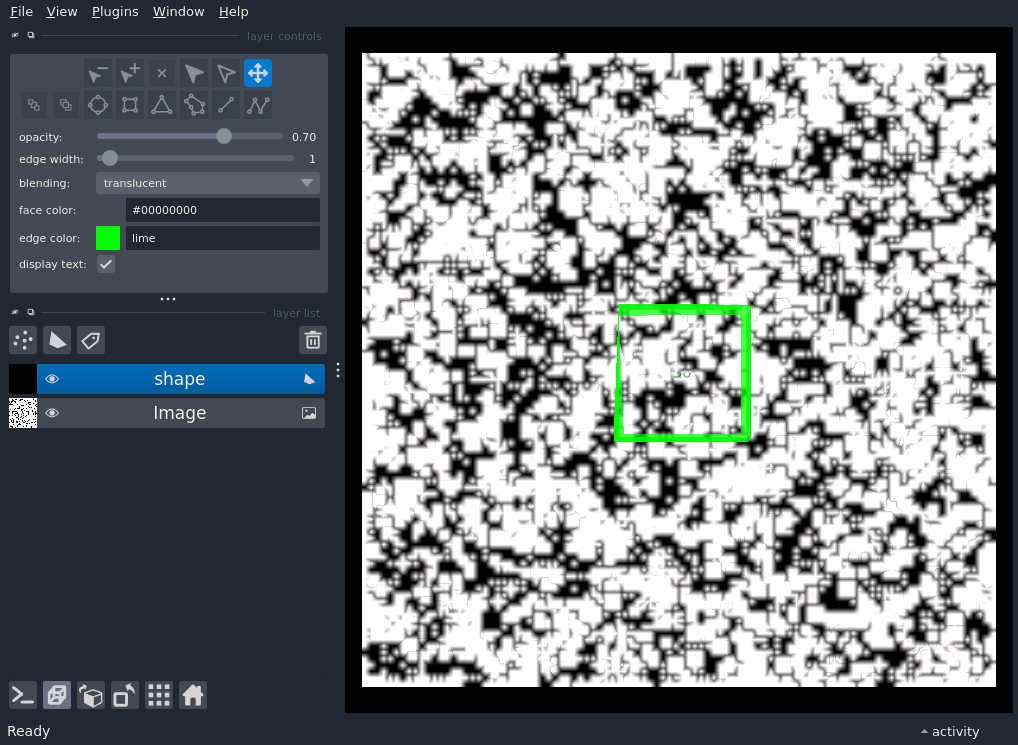 File View Plugins Window Help
layer controls
opacity: 0.70
edge width: 1
blending: translucent
face color: #00000000
edge color: lime
display text:
layer list
shape
Image
Ready
activity